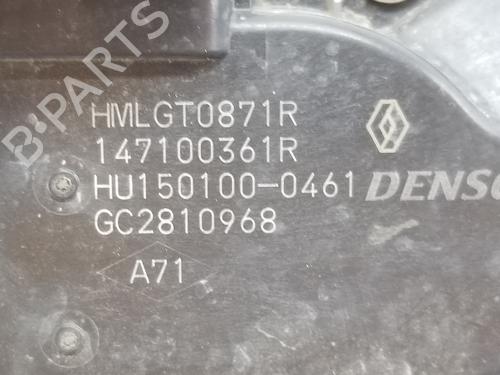 HMLGT0871R
147100361R
HU150100-0461 DENSO
GC2810968
A71
B-PARTS